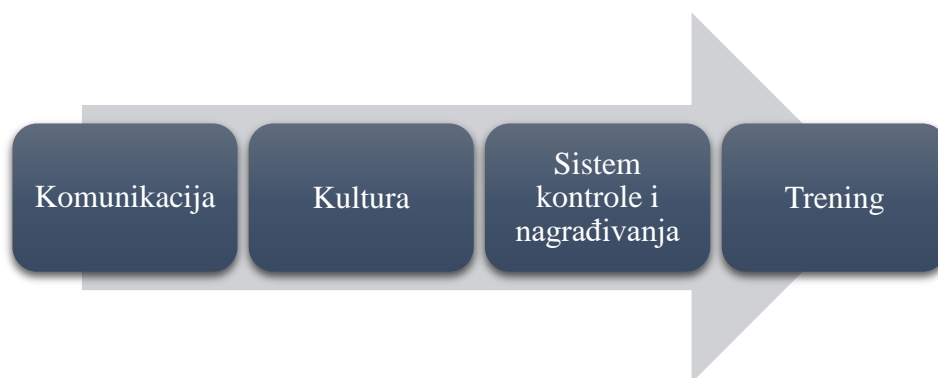 Komunikacija
Kultura
Sistem
kontrole i
nagrađivanja
Trening